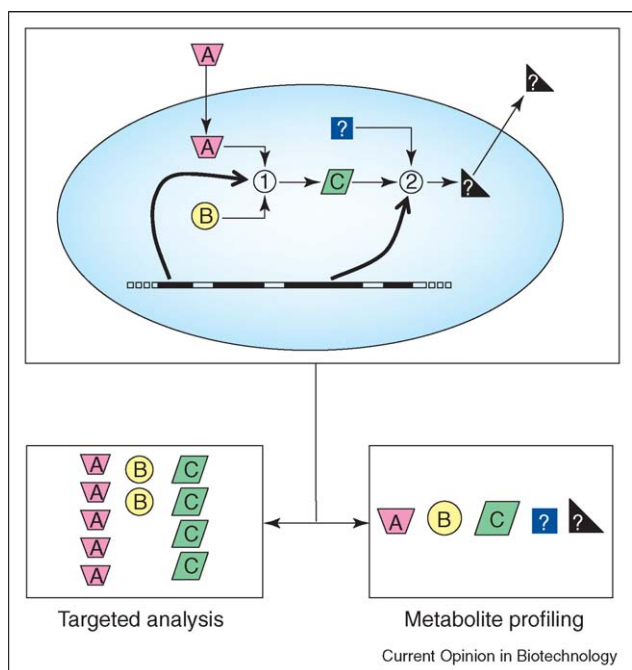 A
?
A
?
1
C
2
?
B
A B C
A B C
A
A C
A C
A B C ? ?
Targeted analysis
Metabolite profiling
Current Opinion in Biotechnology